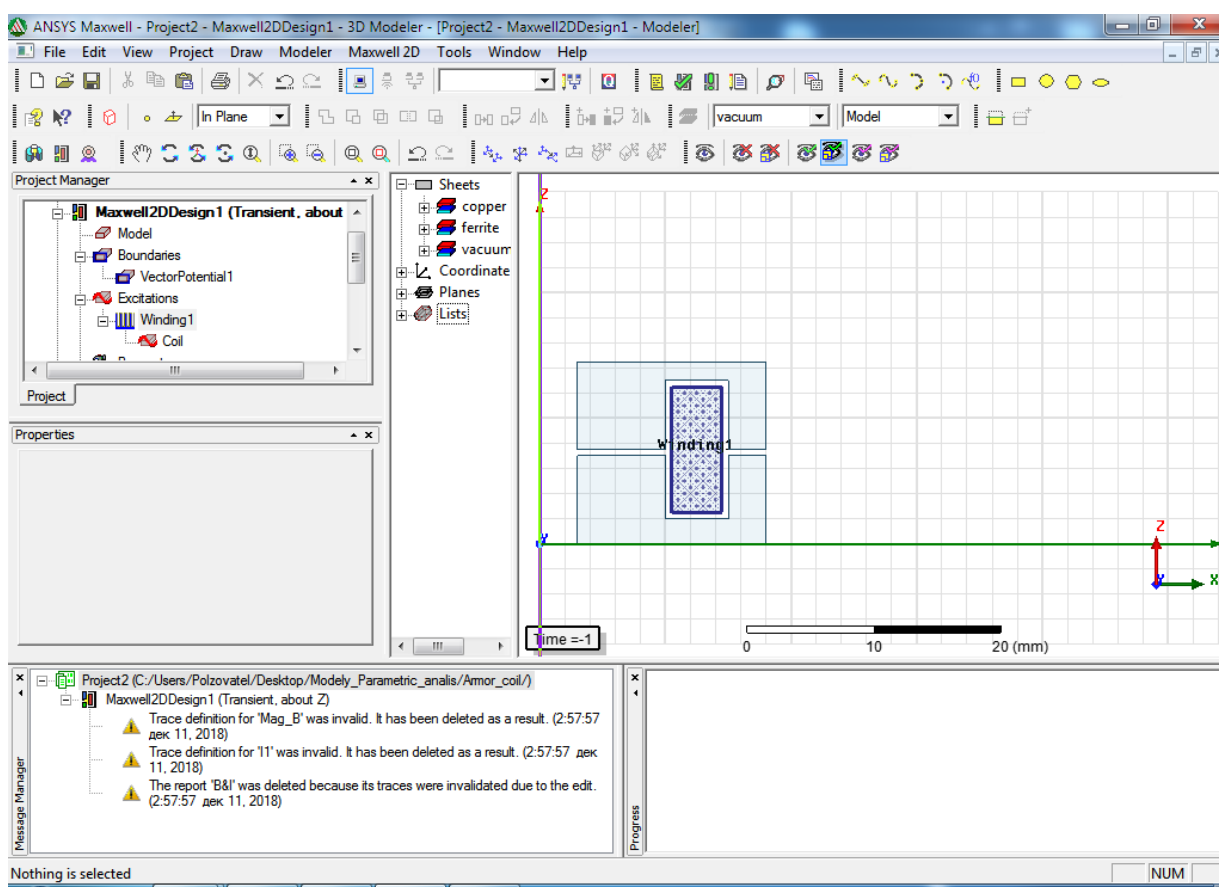 ANSYS Maxwell - Project2 - Maxwell2DDesign1 - 3D Modeler - [Project2 - Maxwell2DDesign1 - Modeler]
File Edit View Project Draw Modeler Maxwell 2D Tools Window Help
In Plane vacuum Model
Project Manager
Maxwell2DDesign1 (Transient, about
Model
Boundaries
VectorPotential1
Excitations
Winding1
Coil
Project
Properties
Sheets
copper
ferrite
vacuum
Coordinate
Planes
Lists
Z
Winding1
Z
X
Time =-1
0 10 20 (mm)
Message Manager
Project2 (C:/Users/Polzovatel/Desktop/Modely_Parametric_analis/Armor_coil/)
Maxwell2DDesign1 (Transient, about Z)
Trace definition for 'Mag_B' was invalid. It has been deleted as a result. (2:57:57
дек 11, 2018)
Trace definition for 'I1' was invalid. It has been deleted as a result. (2:57:57 дек
11, 2018)
The report 'B&I' was deleted because its traces were invalidated due to the edit.
(2:57:57 дек 11, 2018)
Progress
Nothing is selected
NUM